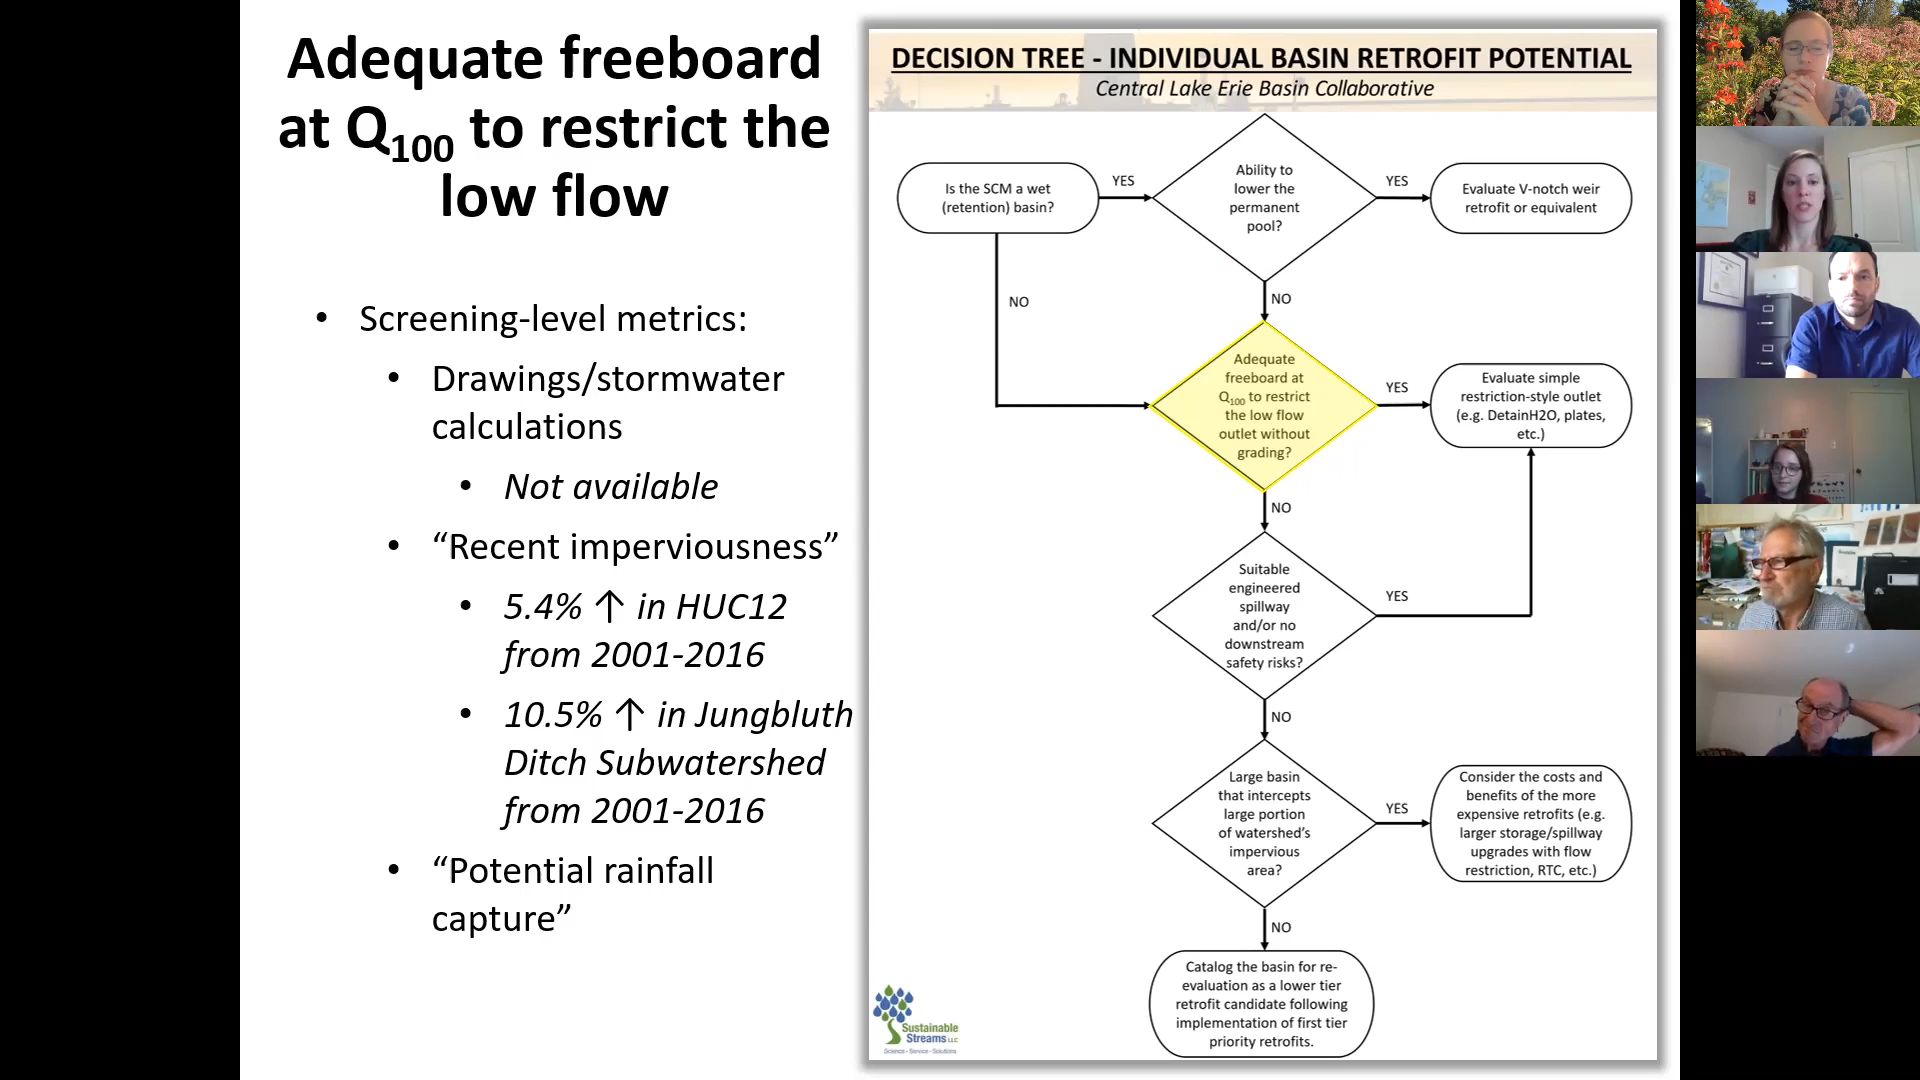 Adequate freeboard
at Q100 to restrict the
low flow
• Screening-level metrics:
• Drawings/stormwater
calculations
• Not available
• “Recent imperviousness”
• 5.4% ↑ in HUC12
from 2001-2016
• 10.5% ↑ in Jungbluth
Ditch Subwatershed
from 2001-2016
• “Potential rainfall
capture”
DECISION TREE - INDIVIDUAL BASIN RETROFIT POTENTIAL
Central Lake Erie Basin Collaborative
Is the SCM a wet
(retention) basin?
YES
Ability to
lower the
permanent
pool?
YES
Evaluate V-notch weir
retrofit or equivalent
NO
NO
Adequate
freeboard at
Q100 to restrict
the low flow
outlet without
grading?
YES
Evaluate simple
restriction-style outlet
(e.g. DetainH2O, plates,
etc.)
NO
Suitable
engineered
spillway
and/or no
downstream
safety risks?
YES
NO
Large basin
that intercepts
large portion
of watershed’s
impervious
area?
YES
Consider the costs and
benefits of the more
expensive retrofits (e.g.
larger storage/spillway
upgrades with flow
restriction, RTC, etc.)
NO
Catalog the basin for re-
evaluation as a lower tier
retrofit candidate following
implementation of first tier
priority retrofits.
Sustainable
Streams LLC
Science - Service - Solutions